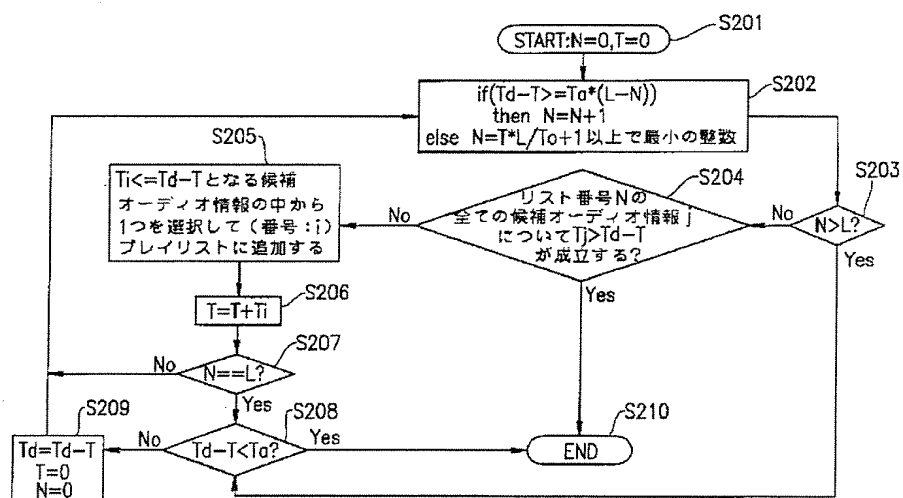 START:N=0,T=0
S201
if(Td-T>=Ta*(L-N))
then N=N+1
else N=T*L/To+1以上で最小の整数
S202
N>L?
S203
No
Yes
リスト番号Nの
全ての候補オーディオ情報j
についてTj>Td-T
が成立する?
S204
No
Yes
S205
Ti<=Td-Tとなる候補
オーディオ情報の中から
1つを選択して(番号:i)
プレイリストに追加する
T=T+Ti
S206
N==L?
S207
No
Yes
Td-T<Ta?
S208
No
Yes
S209
Td=Td-T
T=0
N=0
END
S210